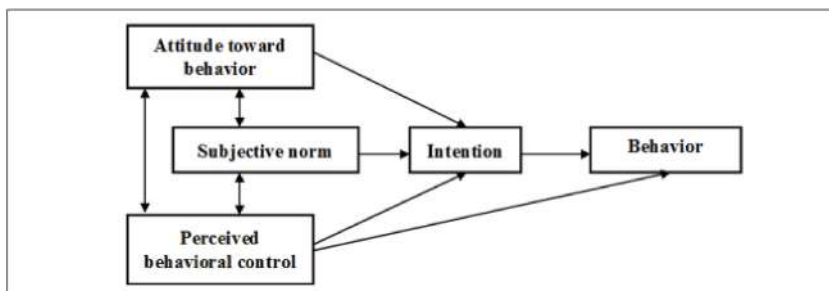 Attitude toward
behavior
Subjective norm
Intention
Behavior
Perceived
behavioral control